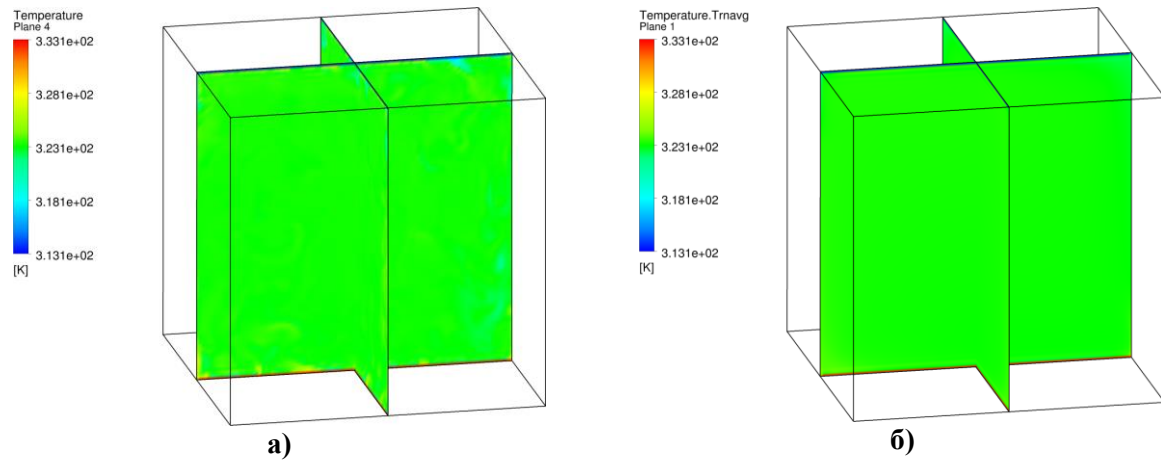 Temperature
Plane 4
3.331e+02
3.281e+02
3.231e+02
3.181e+02
3.131e+02
[K]
а)
Temperature.Trnavg
Plane 1
3.331e+02
3.281e+02
3.231e+02
3.181e+02
3.131e+02
[K]
б)